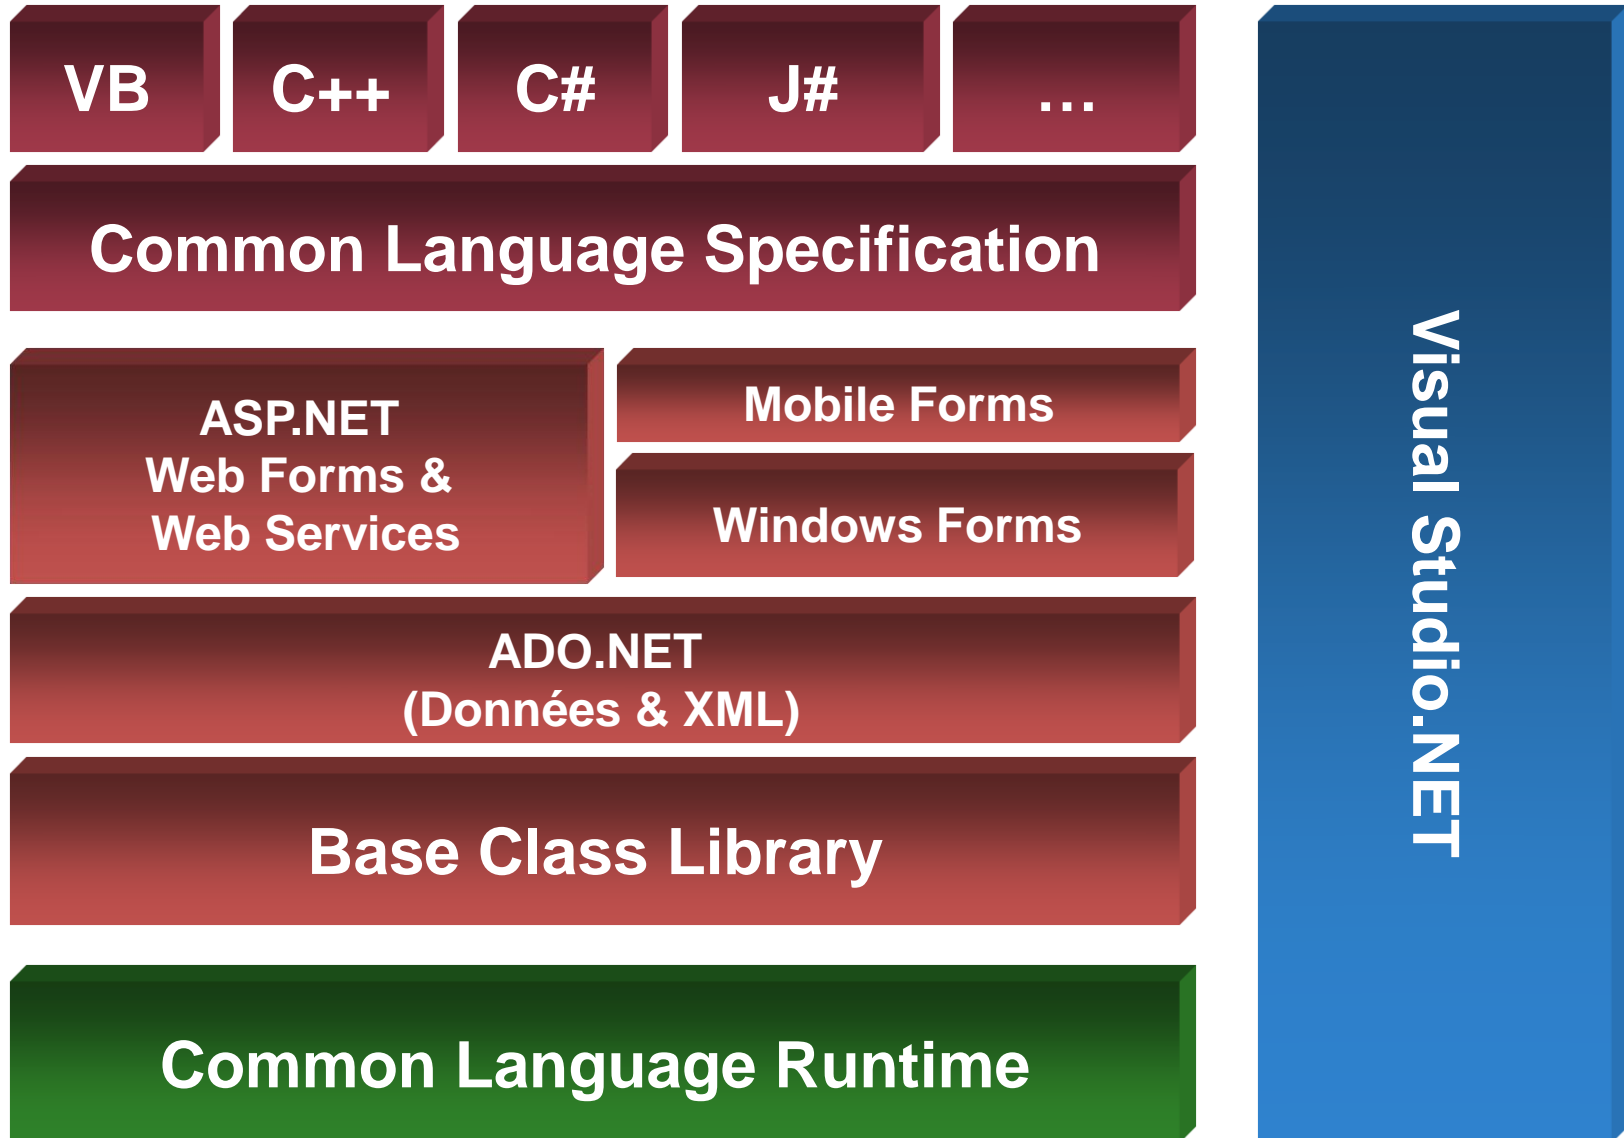 VB
C++
C#
J#
…
Common Language Specification
ASP.NET
Web Forms &
Web Services
Mobile Forms
Windows Forms
ADO.NET
(Données & XML)
Base Class Library
Common Language Runtime
Visual Studio.NET